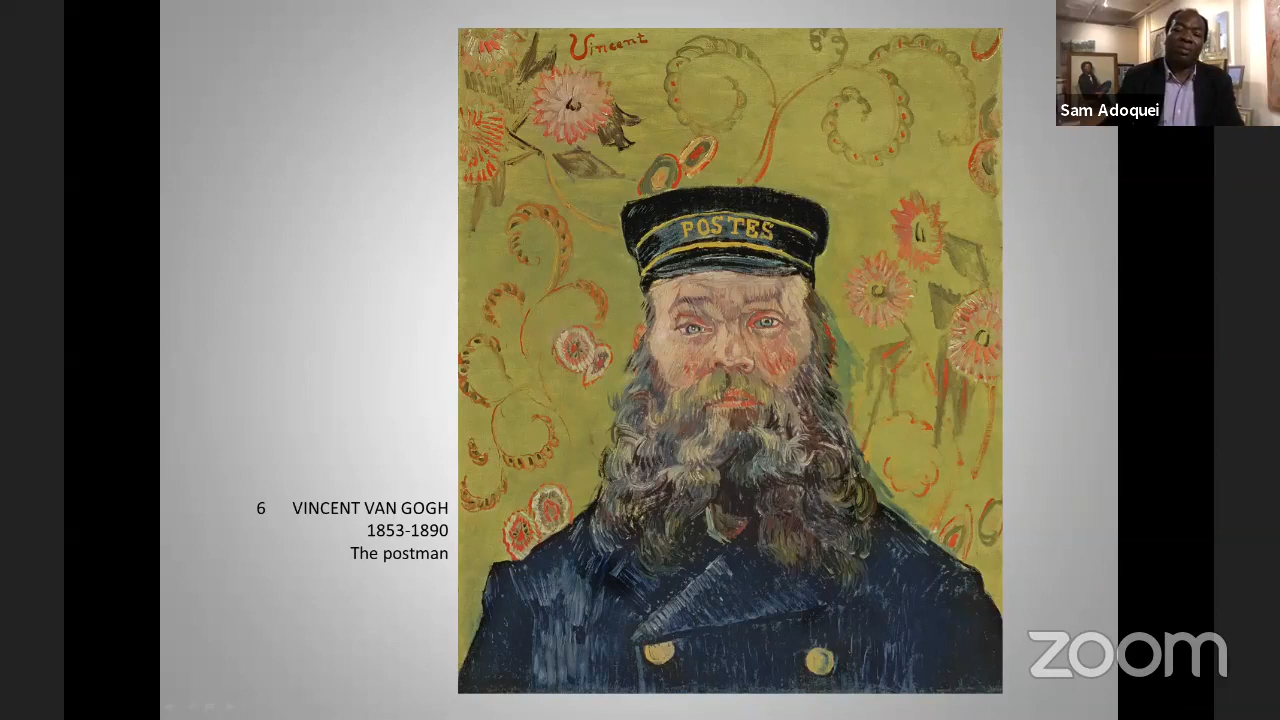 Vincent
POSTES
6 VINCENT VAN GOGH
1853-1890
The postman
Sam Adoquei
zoom